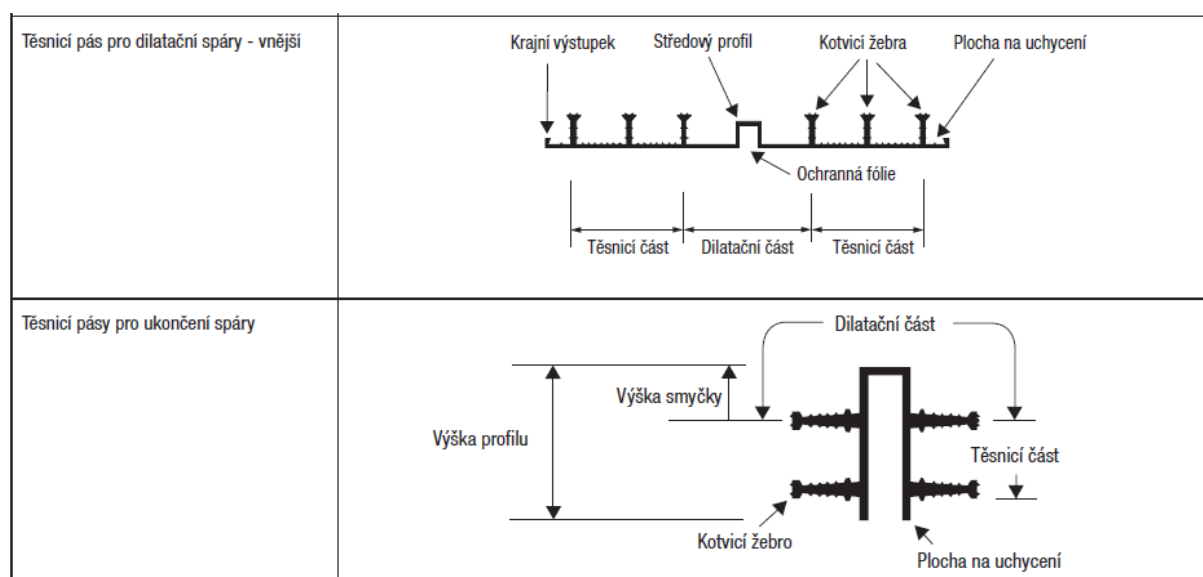 Těsnicí pás pro dilatační spáry - vnější
Krajní výstupek
Středový profil
Kotvicí žebra
Plocha na uchycení
Ochranná fólie
Těsnicí část
Dilatační část
Těsnicí část
Těsnicí pásy pro ukončení spáry
Dilatační část
Výška smyčky
Výška profilu
Těsnicí část
Kotvicí žebro
Plocha na uchycení